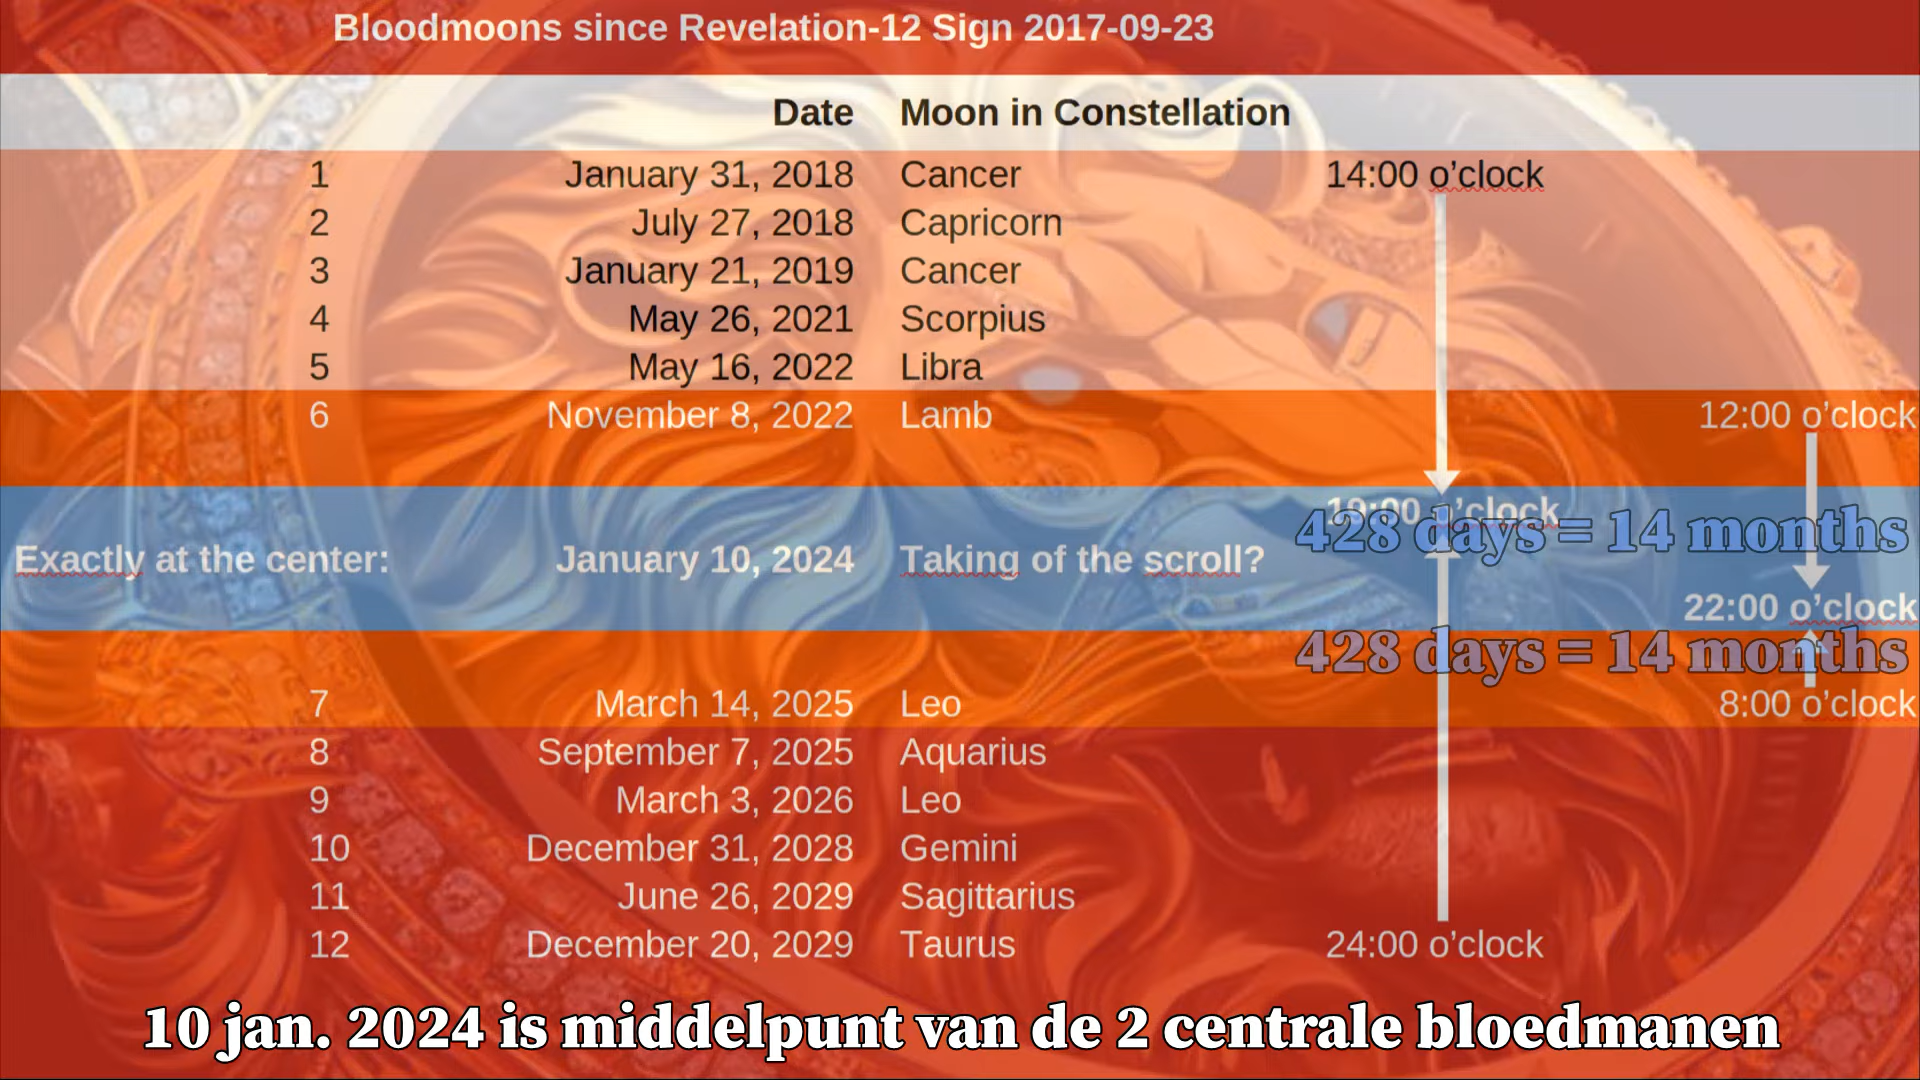 Bloodmoons since Revelation-12 Sign 2017-09-23
Date Moon in Constellation
1 January 31, 2018 Cancer 14:00 o’clock
2 July 27, 2018 Capricorn
3 January 21, 2019 Cancer
4 May 26, 2021 Scorpius
5 May 16, 2022 Libra
6 November 8, 2022 Lamb 12:00 o’clock
19:00 o’clock
428 days = 14 months
Exactly at the center: January 10, 2024 Taking of the scroll?
22:00 o’clock
428 days = 14 months
7 March 14, 2025 Leo 8:00 o’clock
8 September 7, 2025 Aquarius
9 March 3, 2026 Leo
10 December 31, 2028 Gemini
11 June 26, 2029 Sagittarius
12 December 20, 2029 Taurus 24:00 o’clock
10 jan. 2024 is middelpunt van de 2 centrale bloedmanen